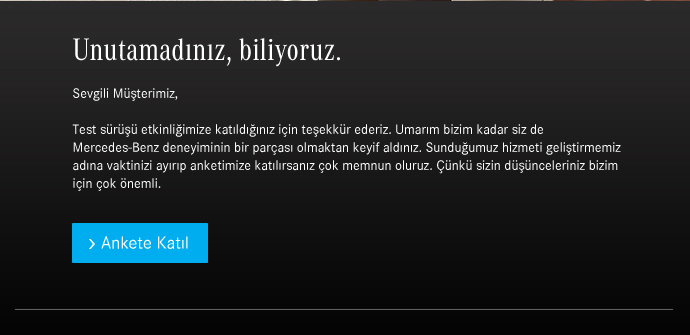 Unutamadınız, biliyoruz.
Sevgili Müşterimiz,
Test sürüşü etkinliğimize katıldığınız için teşekkür ederiz. Umarım bizim kadar siz de
Mercedes-Benz deneyiminin bir parçası olmaktan keyif aldınız. Sunduğumuz hizmeti geliştirmemiz
adına vaktinizi ayırıp anketimize katılırsanız çok memnun oluruz. Çünkü sizin düşünceleriniz bizim
için çok önemli.
› Ankete Katıl